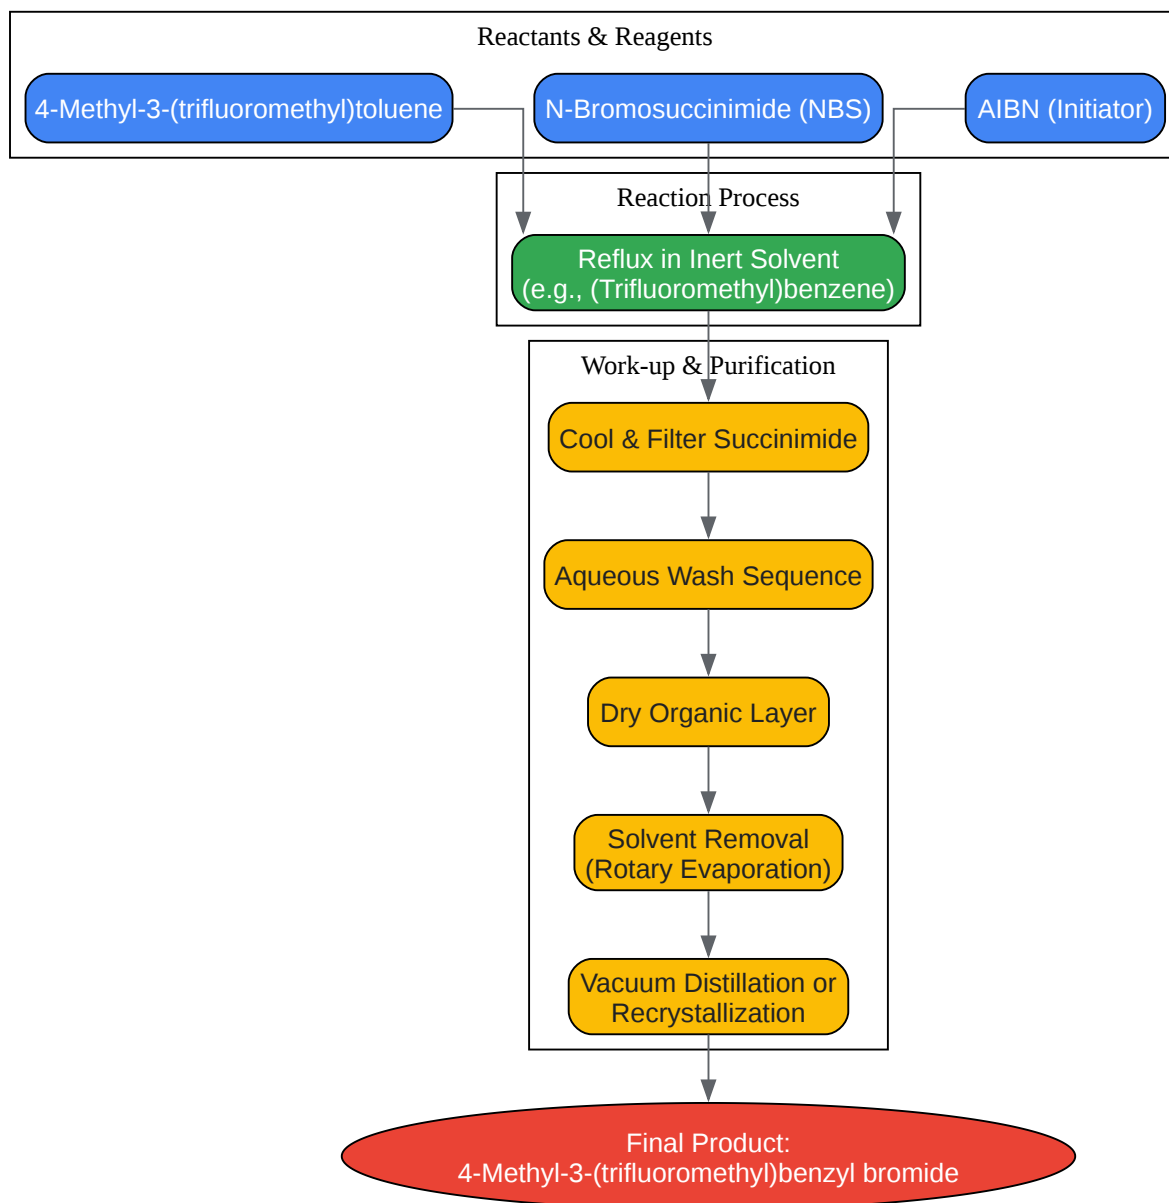 Reactants & Reagents
4-Methyl-3-(trifluoromethyl)toluene
N-Bromosuccinimide (NBS)
AIBN (Initiator)
Reaction Process
Reflux in Inert Solvent
(e.g., (Trifluoromethyl)benzene)
Work-up & Purification
Cool & Filter Succinimide
Aqueous Wash Sequence
Dry Organic Layer
Solvent Removal
(Rotary Evaporation)
Vacuum Distillation or
Recrystallization
Final Product:
4-Methyl-3-(trifluoromethyl)benzyl bromide